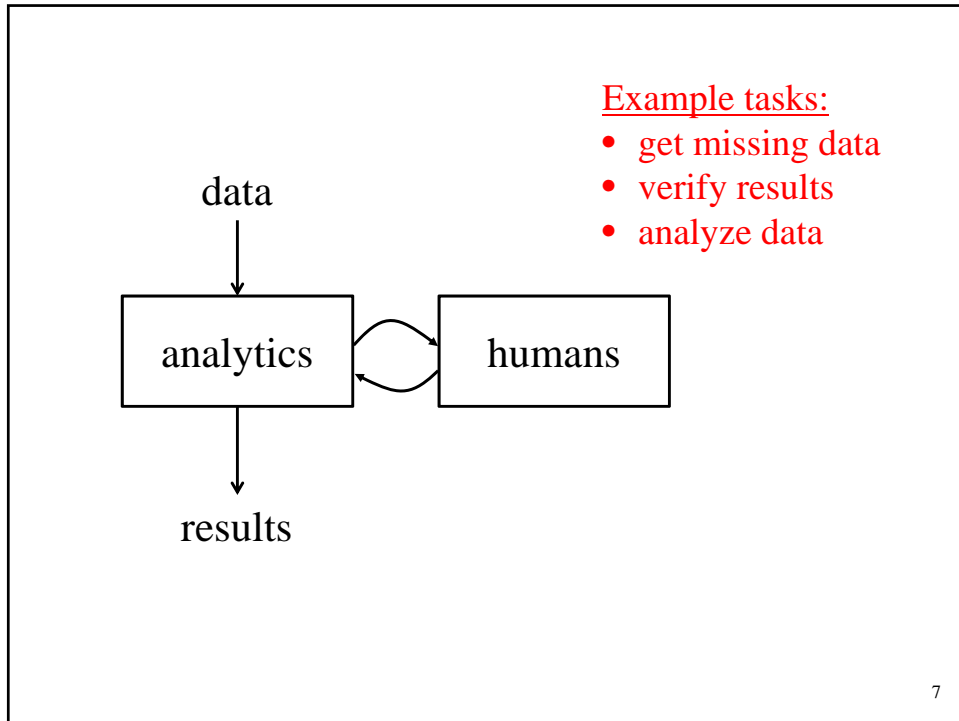 Example tasks:
• get missing data
• verify results
• analyze data
data
analytics
humans
results
7